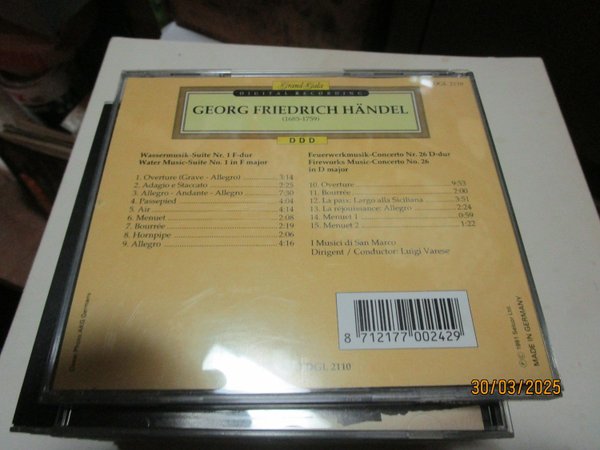 Grand Gala
DIGITAL RECORDING
DGL 2110
GEORG FRIEDRICH HÄNDEL
(1685-1759)
DDD
Wassermusik-Suite Nr. 1 F-dur
Water Music-Suite No. 1 in F major
1. Overture (Grave - Allegro) 3:14
2. Adagio e Staccato 2:25
3. Allegro - Andante - Allegro 7:50
4. Passepied 4:04
5. Air 4:14
6. Menuet 2:08
7. Bourrée 2:19
8. Hornpipe 2:06
9. Allegro 4:16
Feuerwerkmusik-Concerto Nr. 26 D-dur
Fireworks Music-Concerto No. 26
in D major
10. Overture 9:33
11. Bourrée 2:00
12. La paix: Largo alla Siciliana 3:51
13. La réjouissance: Allegro 2:24
14. Menuet 1 0:59
15. Menuet 2 1:22
I Musici di San Marco
Dirigent / Conductor: Luigi Varese
8 712177 002429
DGL 2110
MADE IN GERMANY
30/03/2025